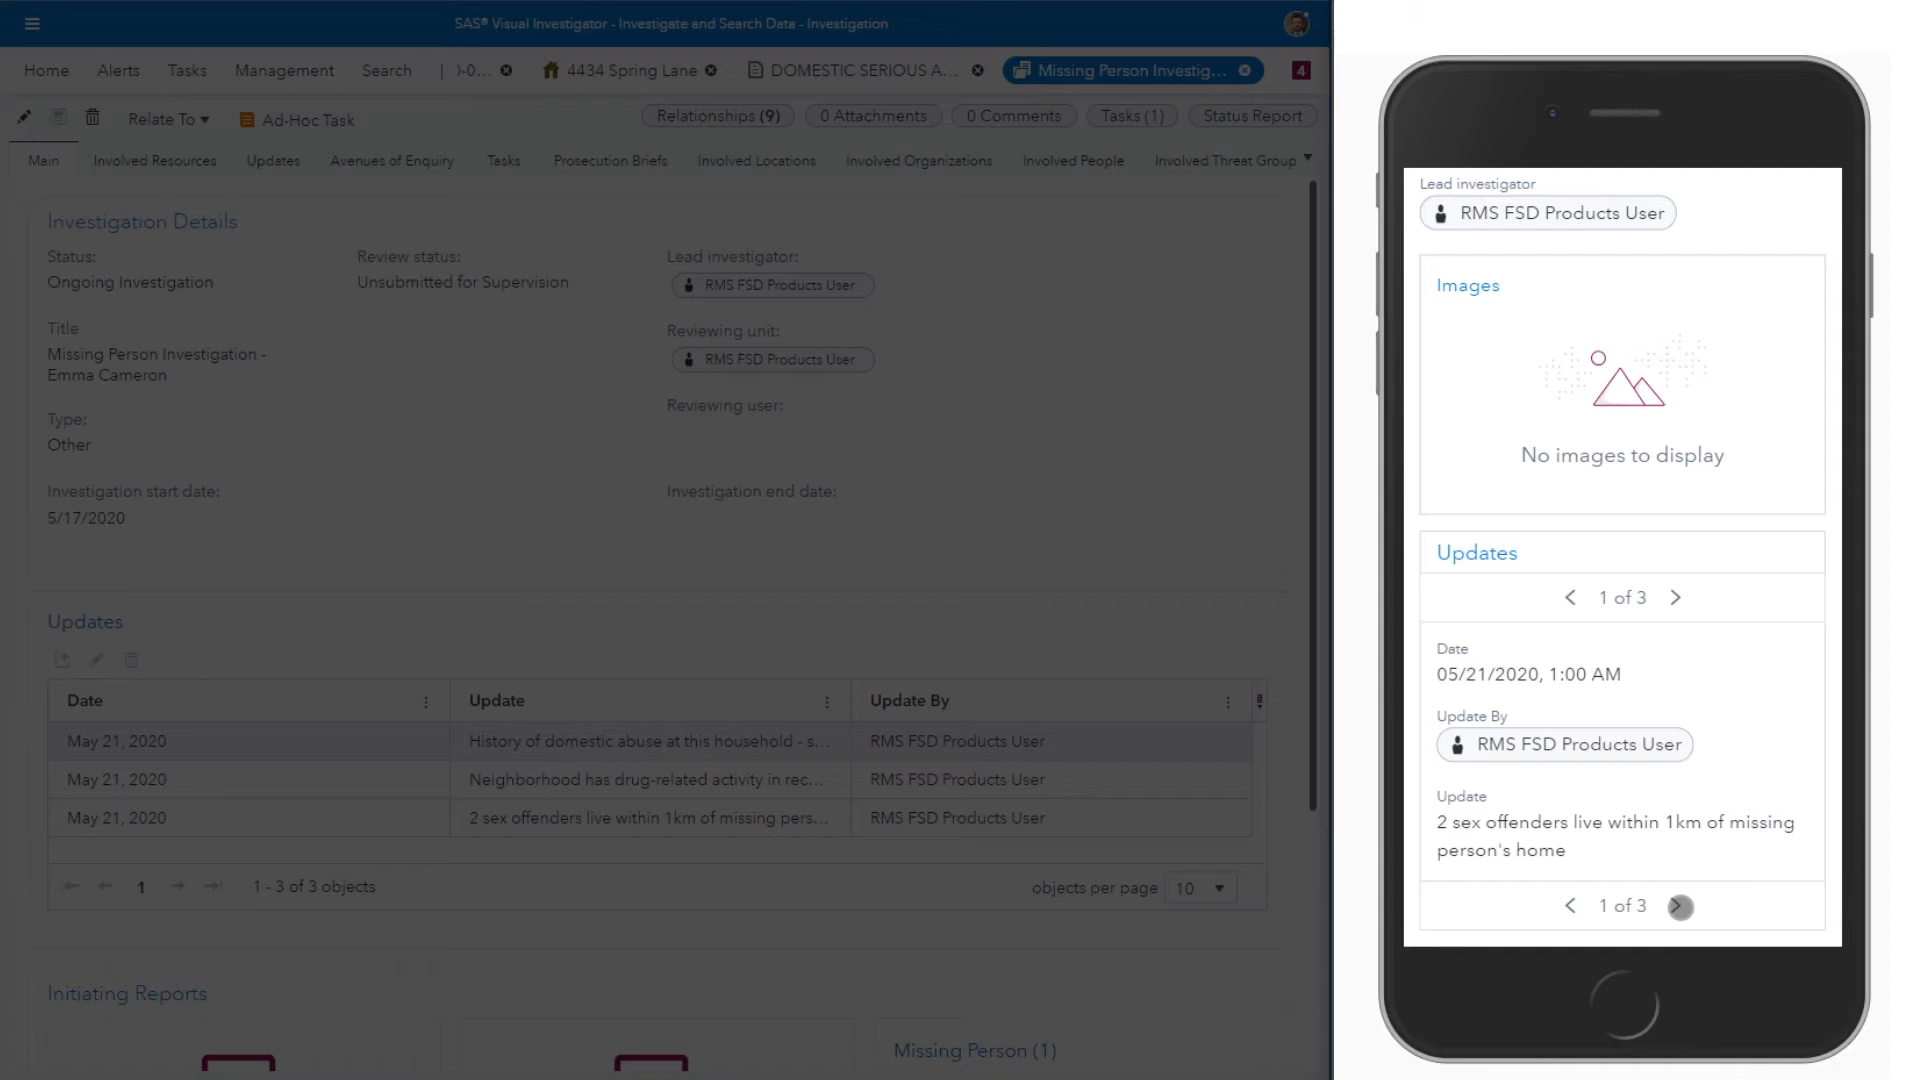 SAS® Visual Investigator - Investigate and Search Data - Investigation
Home
Alerts
Tasks
Management
Search
4434 Spring Lane
DOMESTIC SERIOUS A...
Missing Person Investig...
4
Relate To
Ad-Hoc Task
Relationships (9)
0 Attachments
0 Comments
Tasks (1)
Status Report
Main
Involved Resources
Updates
Avenues of Enquiry
Tasks
Prosecution Briefs
Involved Locations
Involved Organizations
Involved People
Involved Threat Group
Investigation Details
Status:
Ongoing Investigation
Review status:
Unsubmitted for Supervision
Lead investigator:
RMS FSD Products User
Title
Missing Person Investigation -
Emma Cameron
Reviewing unit:
RMS FSD Products User
Type:
Other
Reviewing user:
Investigation start date:
5/17/2020
Investigation end date:
Updates
Date
Update
Update By
May 21, 2020
History of domestic abuse at this household - s...
RMS FSD Products User
May 21, 2020
Neighborhood has drug-related activity in rec...
RMS FSD Products User
May 21, 2020
2 sex offenders live within 1km of missing pers...
RMS FSD Products User
1
1 - 3 of 3 objects
objects per page
10
Initiating Reports
Missing Person (1)
Lead investigator
RMS FSD Products User
Images
No images to display
Updates
1 of 3
Date
05/21/2020, 1:00 AM
Update By
RMS FSD Products User
Update
2 sex offenders live within 1km of missing
person's home
1 of 3